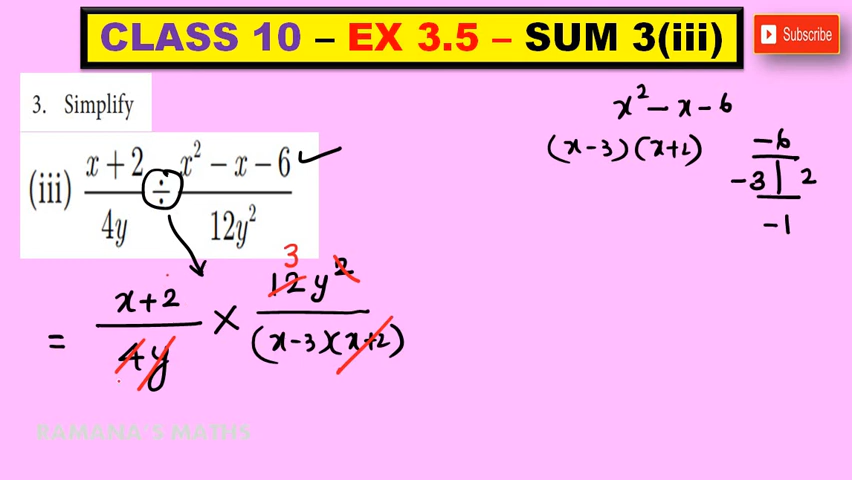 CLASS 10 – EX 3.5 – SUM 3(iii)
Subscribe
3. Simplify
(iii) (x + 2)/(4y) ÷ (x² − x − 6)/(12y²)
x² − x − 6
(x−3)(x+2)
−6
−3 | 2
−1
3
= (x+2)/(4y) × (12y²)/((x−3)(x+2))
RAMANA'S MATHS